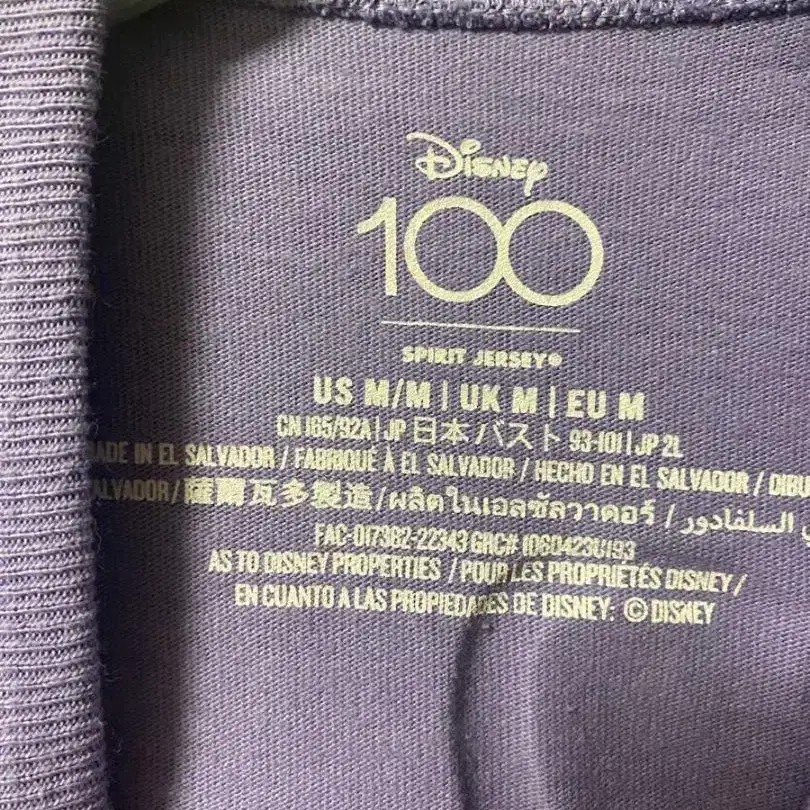 Disney
100
SPIRIT JERSEY®
US M/M | UK M | EU M
CN 165/92A | JP 日本 バスト 93-101 | JP 2L
MADE IN EL SALVADOR / FABRIQUÉ À EL SALVADOR / HECHO EN EL SALVADOR / DIBU
ALVADOR / 薩爾瓦多製造 / ผลิตในเอลซัลวาดอร์ / ي السلفادور
FAC-017382-22343 GRC# 1060423U193
AS TO DISNEY PROPERTIES / POUR LES PROPRIÉTÉS DISNEY /
EN CUANTO A LAS PROPIEDADES DE DISNEY: © DISNEY